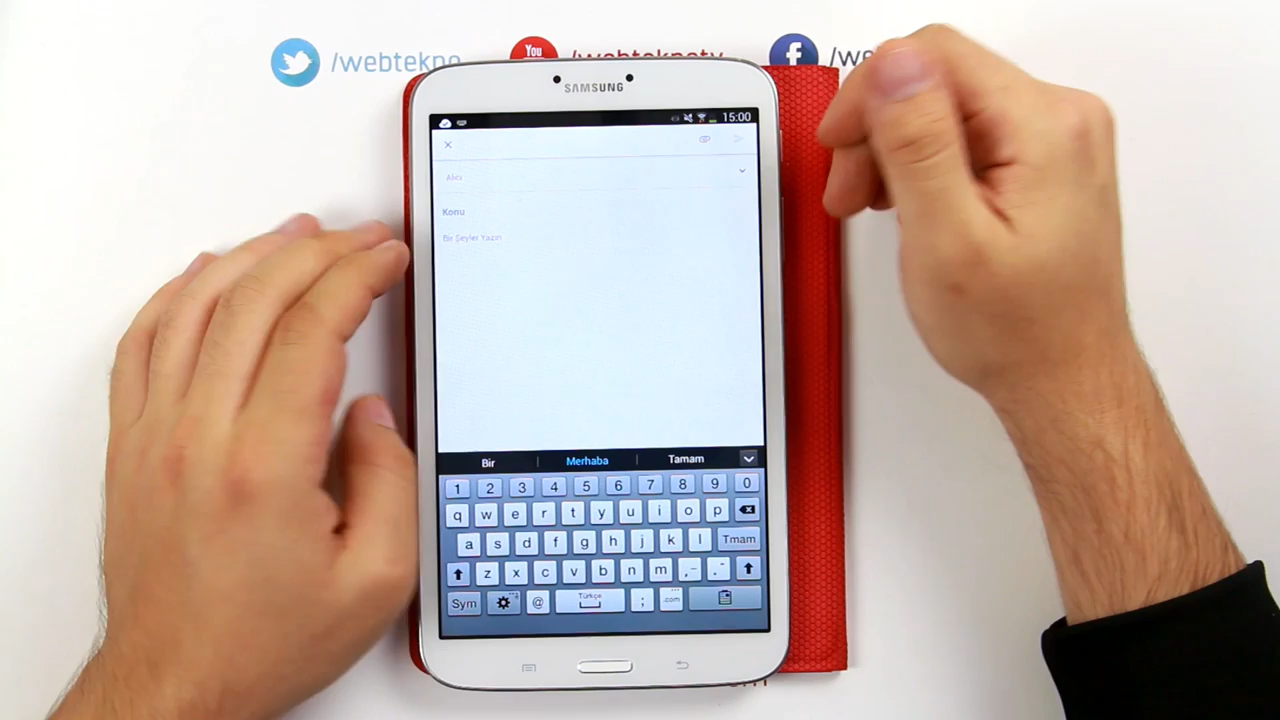 /webtekno
You
/webteknotv
f
SAMSUNG
15:00
Alıcı
Konu
Bir Şeyler Yazın
Bir Merhaba Tamam
1 2 3 4 5 6 7 8 9 0
q w e r t y u i o p
a s d f g h j k l Tmam
z x c v b n m ,- .-
Sym @ Türkçe ; .com